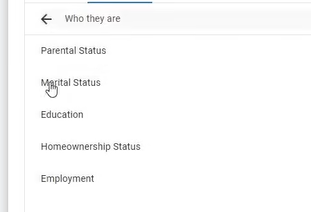 Who they are
Parental Status
Marital Status
Education
Homeownership Status
Employment